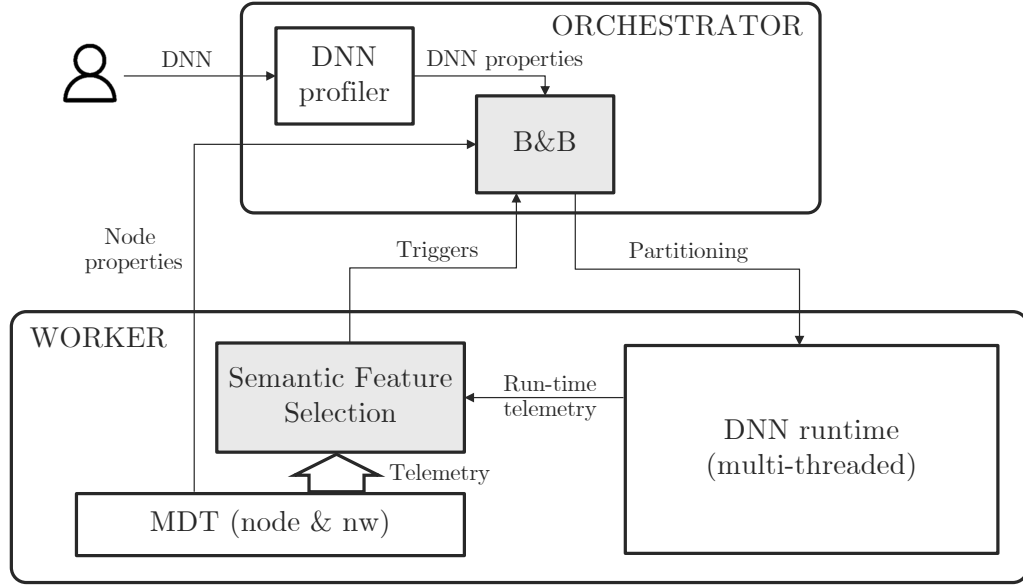 ORCHESTRATOR
DNN
DNN
profiler
DNN properties
B&B
Node
properties
Triggers
Partitioning
WORKER
Semantic Feature
Selection
Run-time
telemetry
DNN runtime
(multi-threaded)
Telemetry
MDT (node & nw)